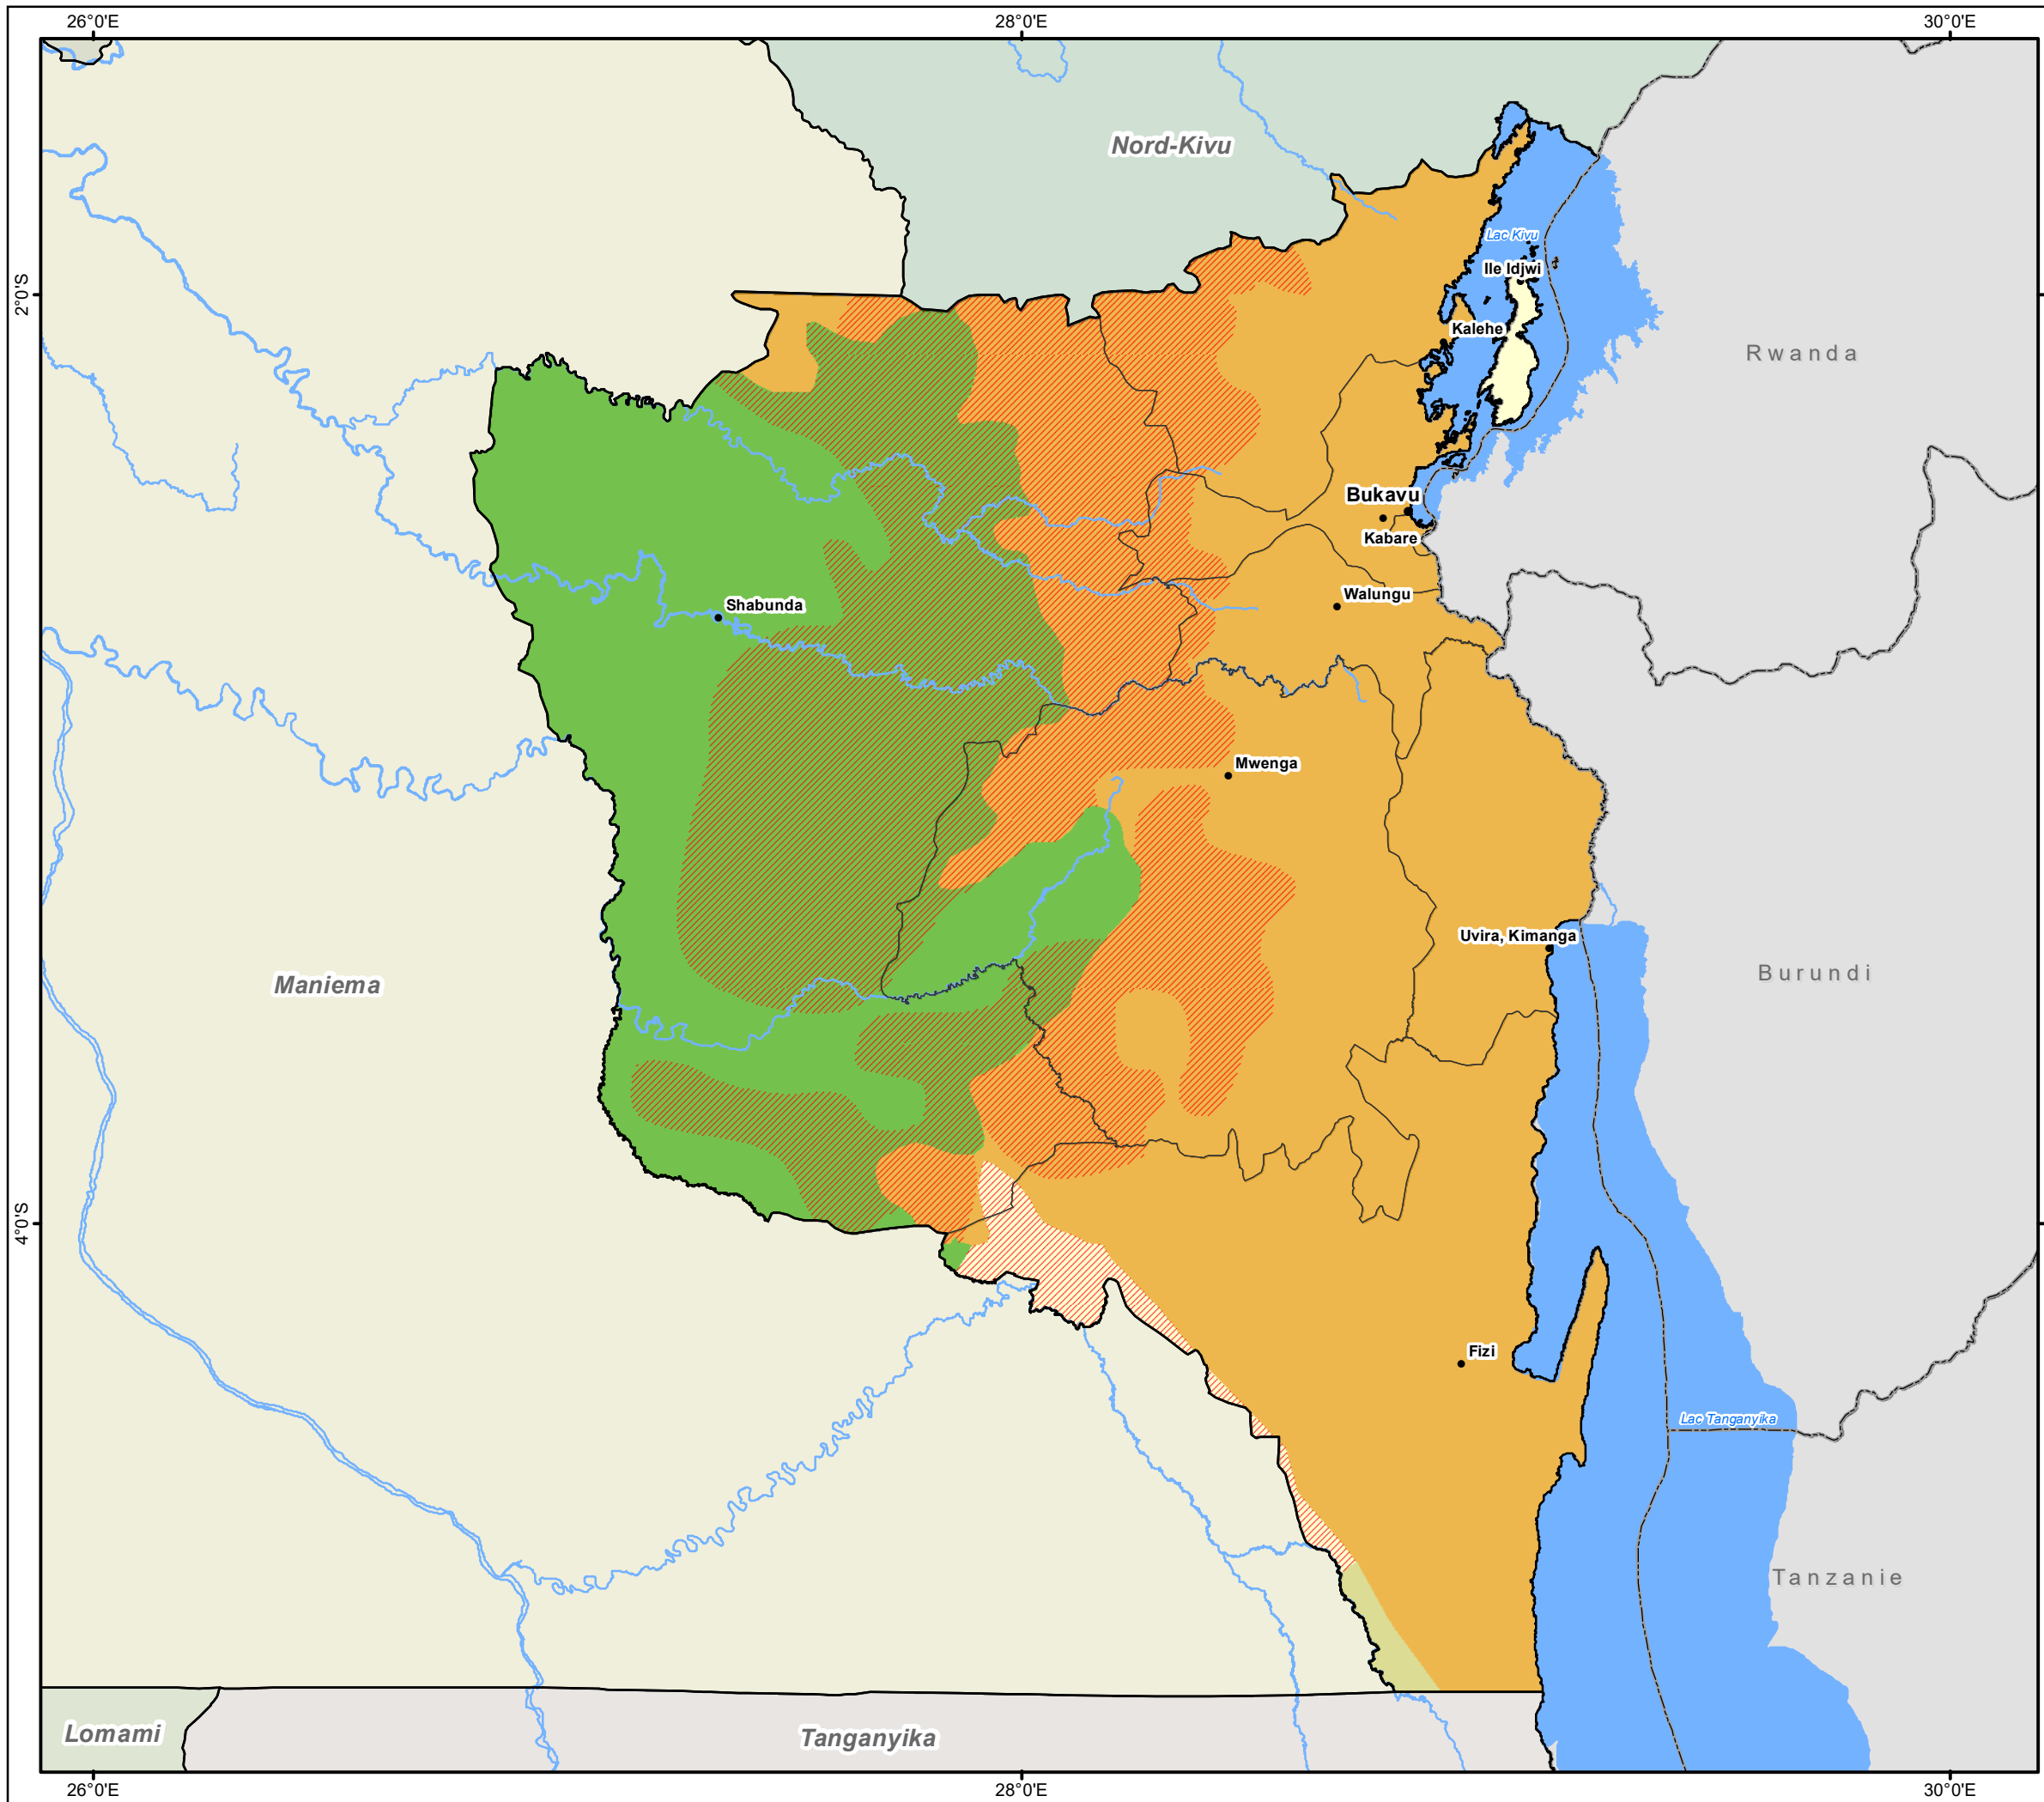 26°0'E
28°0'E
30°0'E
Nord-Kivu
Lac Kivu
Ile Idjwi
2°0'S
2°0'S
Kalehe
Rwanda
Bukavu
Kabare
Walungu
Shabunda
Mwenga
Uvira, Kimanga
Maniema
Burundi
4°0'S
Fizi
Lac Tanganyika
Tanzanie
Lomami
Tanganyika
26°0'E
28°0'E
30°0'E